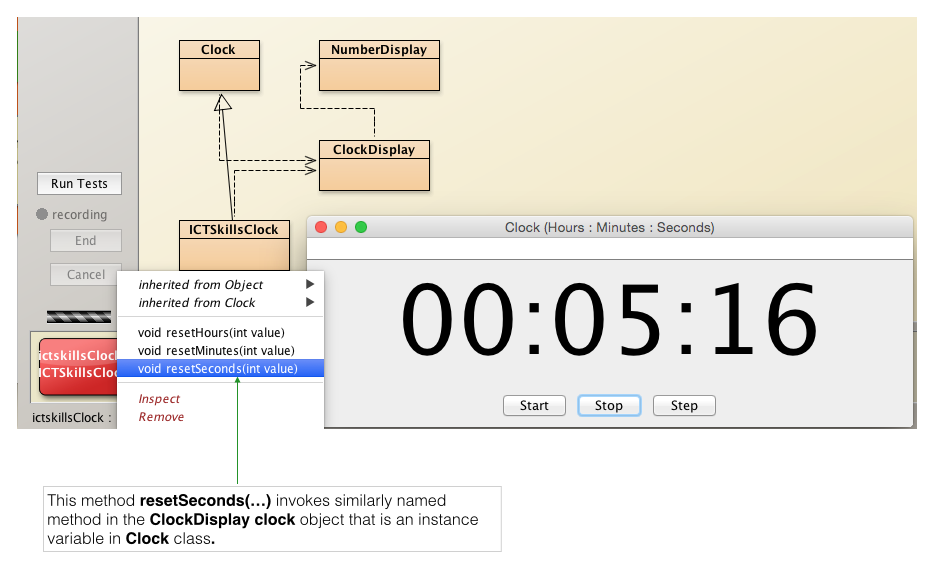 Clock
NumberDisplay
ClockDisplay
Run Tests
recording
End
Cancel
ICTSkillsClock
Clock (Hours : Minutes : Seconds)
00:05:16
Start
Stop
Step
inherited from Object
inherited from Clock
void resetHours(int value)
void resetMinutes(int value)
void resetSeconds(int value)
Inspect
Remove
ictskillsClock
ICTSkillsCloc
ictskillsClock :
This method resetSeconds(...) invokes similarly named
method in the ClockDisplay clock object that is an instance
variable in Clock class.